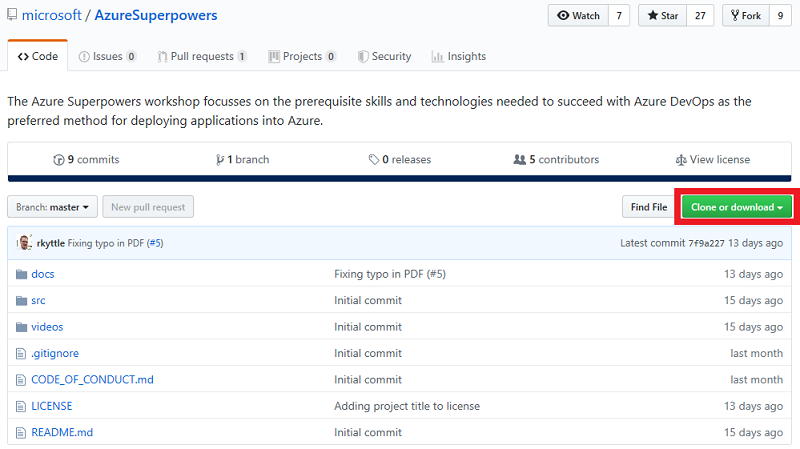 microsoft / AzureSuperpowers Watch 7 Star 27 Fork 9
Code Issues 0 Pull requests 1 Projects 0 Security Insights
The Azure Superpowers workshop focusses on the prerequisite skills and technologies needed to succeed with Azure DevOps as the
preferred method for deploying applications into Azure.
9 commits 1 branch 0 releases 5 contributors View license
Branch: master New pull request Find File Clone or download
rkyttle Fixing typo in PDF (#5) Latest commit 7f9a227 13 days ago
docs Fixing typo in PDF (#5) 13 days ago
src Initial commit 15 days ago
videos Initial commit 15 days ago
.gitignore Initial commit last month
CODE_OF_CONDUCT.md Initial commit last month
LICENSE Adding project title to license 13 days ago
README.md Initial commit 15 days ago